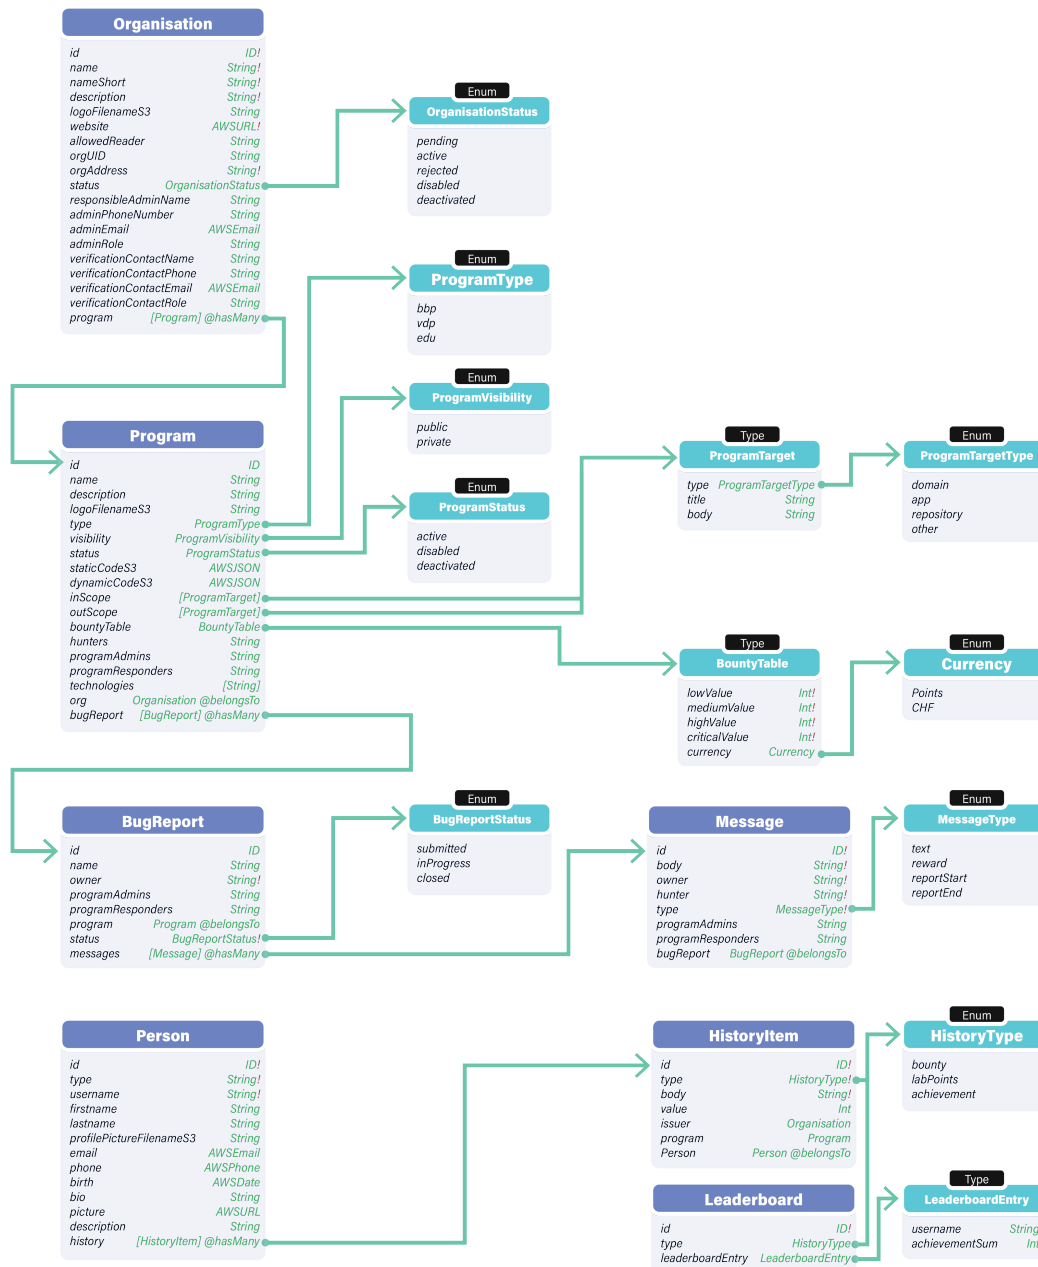 Organisation
id ID!
name String!
nameShort String!
description String!
logoFilenameS3 String
website AWSURL!
allowedReader String
orgUID String
orgAddress String!
status OrganisationStatus
responsibleAdminName String
adminPhoneNumber String
adminEmail AWSEmail
adminRole String
verificationContactName String
verificationContactPhone String
verificationContactEmail AWSEmail
verificationContactRole String
program [Program] @hasMany
Enum
OrganisationStatus
pending
active
rejected
disabled
deactivated
Enum
ProgramType
bbp
vdp
edu
Enum
ProgramVisibility
public
private
Enum
ProgramStatus
active
disabled
deactivated
Program
id ID
name String
description String
logoFilenameS3 String
type ProgramType
visibility ProgramVisibility
status ProgramStatus
staticCodeS3 AWSJSON
dynamicCodeS3 AWSJSON
inScope [ProgramTarget]
outScope [ProgramTarget]
bountyTable BountyTable
hunters String
programAdmins String
programResponders String
technologies [String]
org Organisation @belongsTo
bugReport [BugReport] @hasMany
Type
ProgramTarget
type ProgramTargetType
title String
body String
Enum
ProgramTargetType
domain
app
repository
other
Type
BountyTable
lowValue Int!
mediumValue Int!
highValue Int!
criticalValue Int!
currency Currency
Enum
Currency
Points
CHF
BugReport
id ID
name String
owner String!
programAdmins String
programResponders String
program Program @belongsTo
status BugReportStatus!
messages [Message] @hasMany
Enum
BugReportStatus
submitted
inProgress
closed
Message
id ID!
body String!
owner String!
hunter String!
type MessageType!
programAdmins String
programResponders String
bugReport BugReport @belongsTo
Enum
MessageType
text
reward
reportStart
reportEnd
Person
id ID!
type String!
username String!
firstname String
lastname String
profilePictureFilenameS3 String
email AWSEmail
phone AWSPhone
birth AWSDate
bio String
picture AWSURL
description String
history [HistoryItem] @hasMany
HistoryItem
id ID!
type HistoryType!
body String!
value Int
issuer Organisation
program Program
Person Person @belongsTo
Enum
HistoryType
bounty
labPoints
achievement
Leaderboard
id ID!
type HistoryType
leaderboardEntry LeaderboardEntry
Type
LeaderboardEntry
username String
achievementSum Int